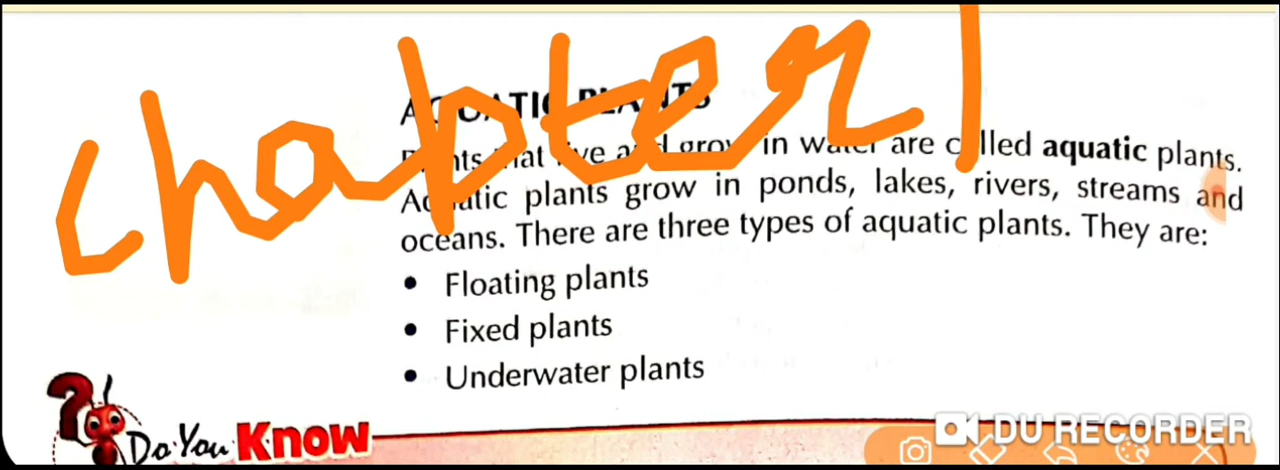 chapter 1
AQUATIC PLANTS
Plants that live and grow in water are called aquatic plants.
Aquatic plants grow in ponds, lakes, rivers, streams and
oceans. There are three types of aquatic plants. They are:
• Floating plants
• Fixed plants
• Underwater plants
Do You Know
DU RECORDER